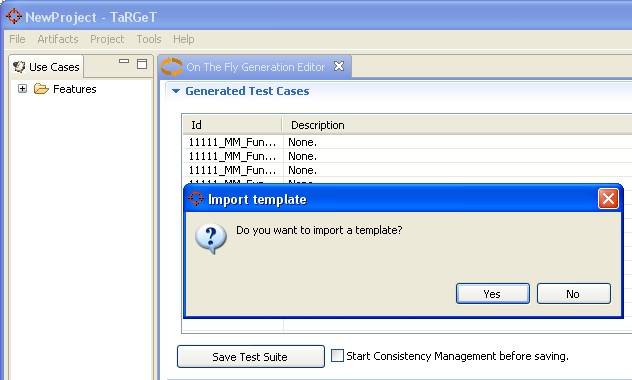 NewProject - TaRGeT
File Artifacts Project Tools Help
Use Cases
On The Fly Generation Editor
Features
Generated Test Cases
Id Description
11111_MM_Fun... None.
11111_MM_Fun... None.
11111_MM_Fun... None.
11111_MM_Fun... None.
Import template
Do you want to import a template?
Yes No
Save Test Suite Start Consistency Management before saving.